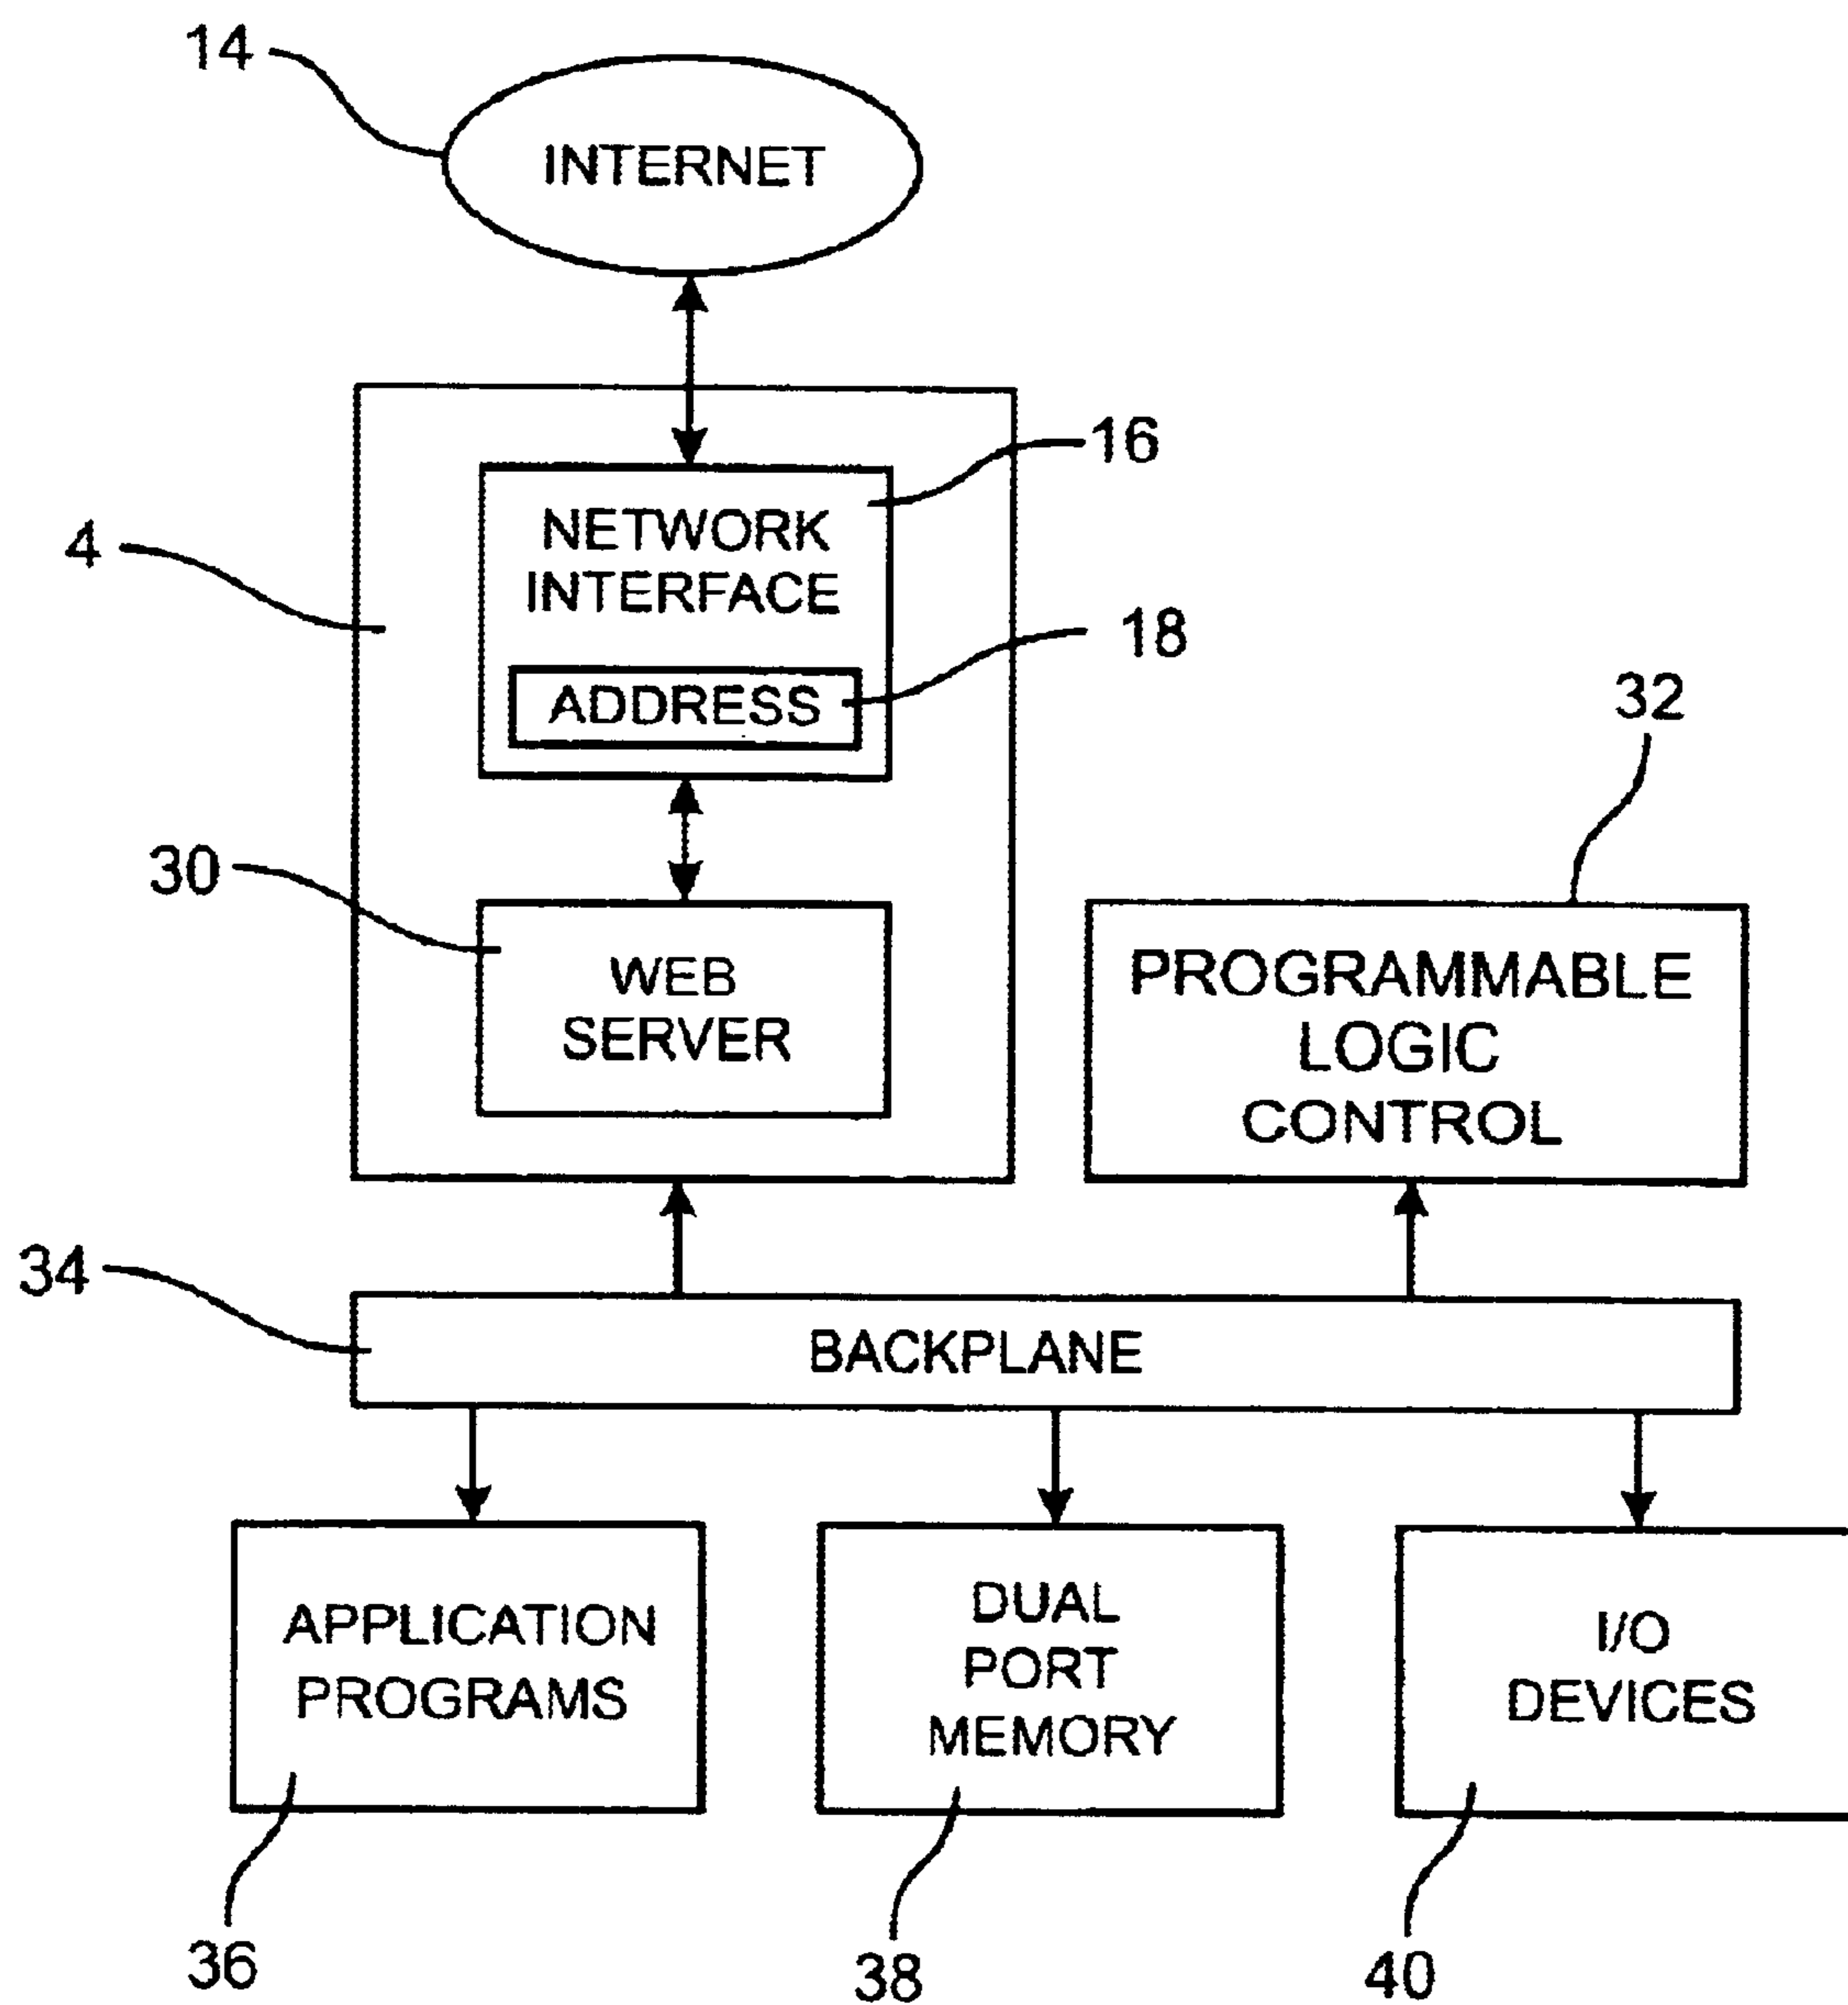 14
INTERNET
16
NETWORK
INTERFACE
4
18
ADDRESS
32
30
WEB
SERVER
PROGRAMMABLE
LOGIC
CONTROL
34
BACKPLANE
APPLICATION
PROGRAMS
DUAL
PORT
MEMORY
I/O
DEVICES
36
38
40